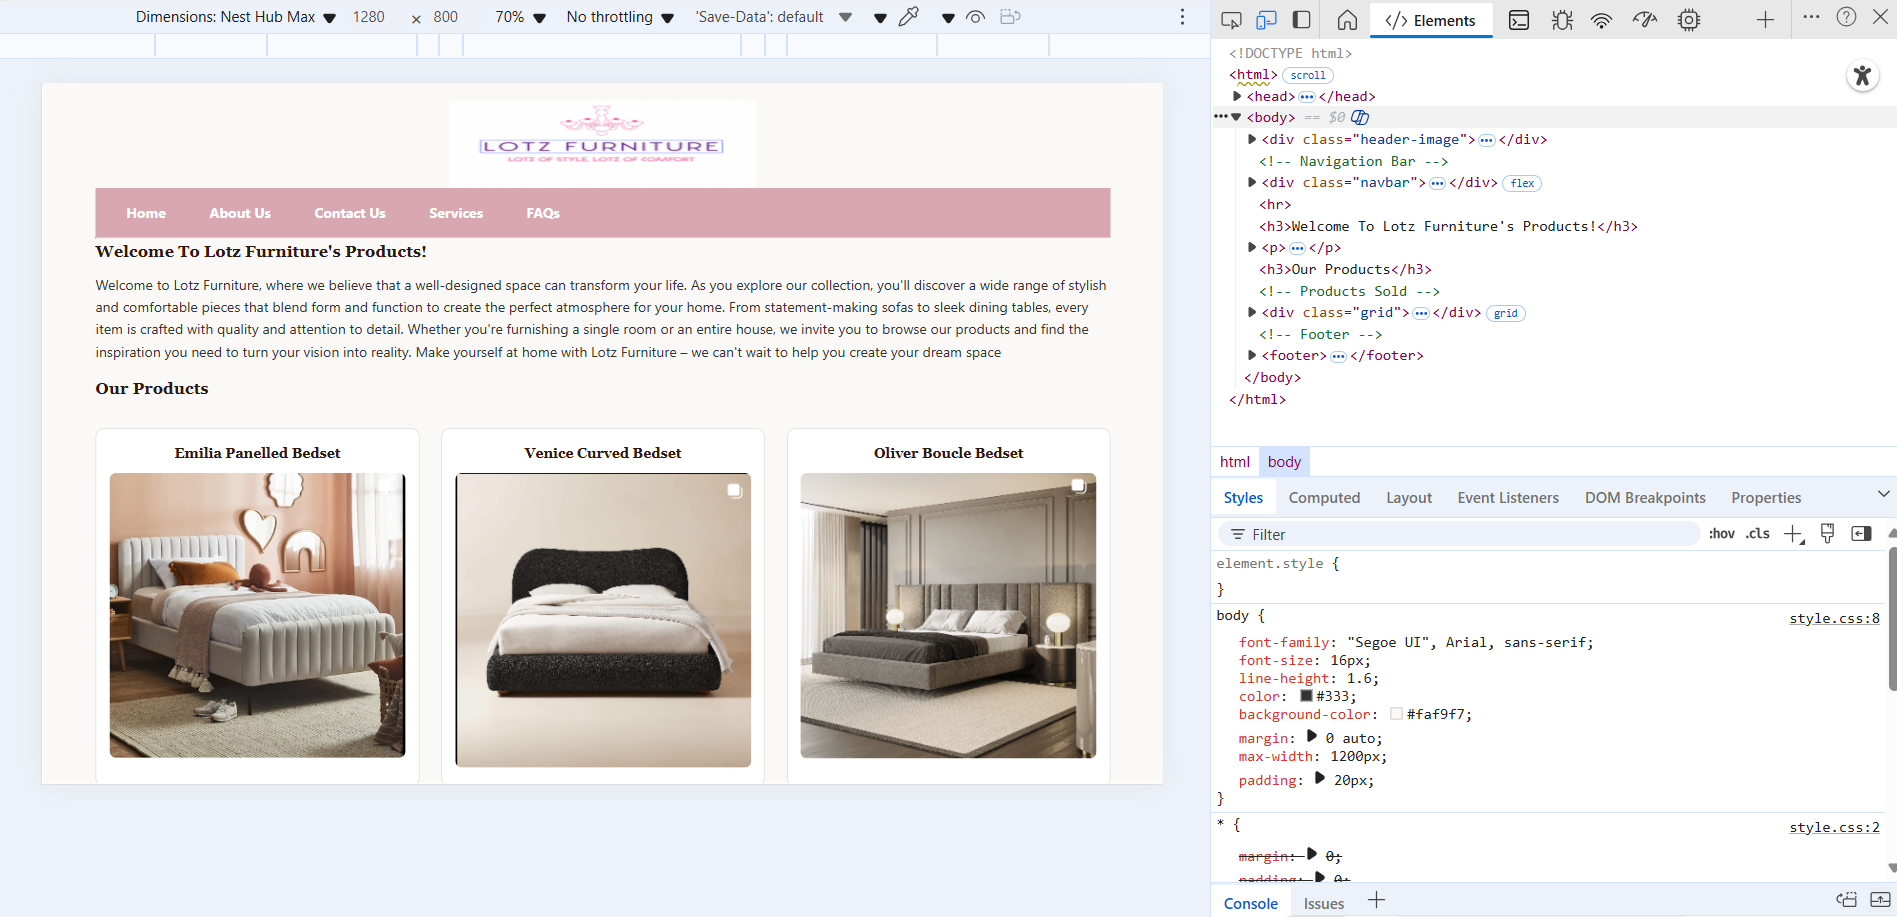 Dimensions: Nest Hub Max 1280 × 800 70% No throttling 'Save-Data': default
LOTZ FURNITURE
LOTZ OF STYLE, LOTZ OF COMFORT
Home About Us Contact Us Services FAQs
Welcome To Lotz Furniture's Products!
Welcome to Lotz Furniture, where we believe that a well-designed space can transform your life. As you explore our collection, you'll discover a wide range of stylish
and comfortable pieces that blend form and function to create the perfect atmosphere for your home. From statement-making sofas to sleek dining tables, every
item is crafted with quality and attention to detail. Whether you're furnishing a single room or an entire house, we invite you to browse our products and find the
inspiration you need to turn your vision into reality. Make yourself at home with Lotz Furniture – we can't wait to help you create your dream space
Our Products
Emilia Panelled Bedset
Venice Curved Bedset
Oliver Boucle Bedset
</> Elements
<!DOCTYPE html>
<html> scroll
<head> ••• </head>
••• <body> == $0
<div class="header-image"> ••• </div>
<!-- Navigation Bar -->
<div class="navbar"> ••• </div> flex
<hr>
<h3>Welcome To Lotz Furniture's Products!</h3>
<p> ••• </p>
<h3>Our Products</h3>
<!-- Products Sold -->
<div class="grid"> ••• </div> grid
<!-- Footer -->
<footer> ••• </footer>
</body>
</html>
html body
Styles Computed Layout Event Listeners DOM Breakpoints Properties
Filter :hov .cls
element.style {
}
body { style.css:8
font-family: "Segoe UI", Arial, sans-serif;
font-size: 16px;
line-height: 1.6;
color: #333;
background-color: #faf9f7;
margin: 0 auto;
max-width: 1200px;
padding: 20px;
}
* { style.css:2
margin: 0;
padding: 0;
Console Issues